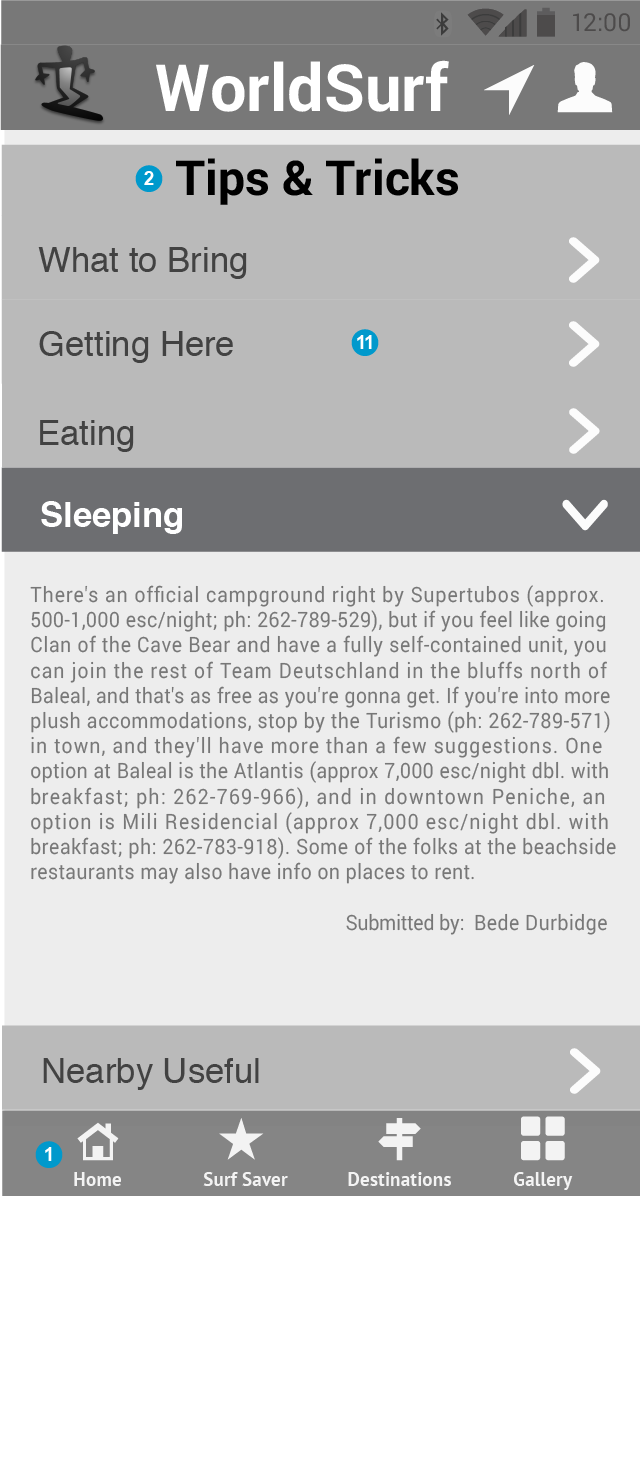 12:00
WorldSurf
2 Tips & Tricks
What to Bring
Getting Here 11
Eating
Sleeping
There's an official campground right by Supertubos (approx.
500-1,000 esc/night; ph: 262-789-529), but if you feel like going
Clan of the Cave Bear and have a fully self-contained unit, you
can join the rest of Team Deutschland in the bluffs north of
Baleal, and that's as free as you're gonna get. If you're into more
plush accommodations, stop by the Turismo (ph: 262-789-571)
in town, and they'll have more than a few suggestions. One
option at Baleal is the Atlantis (approx 7,000 esc/night dbl. with
breakfast; ph: 262-769-966), and in downtown Peniche, an
option is Mili Residencial (approx 7,000 esc/night dbl. with
breakfast; ph: 262-783-918). Some of the folks at the beachside
restaurants may also have info on places to rent.
Submitted by: Bede Durbidge
Nearby Useful
1 Home Surf Saver Destinations Gallery